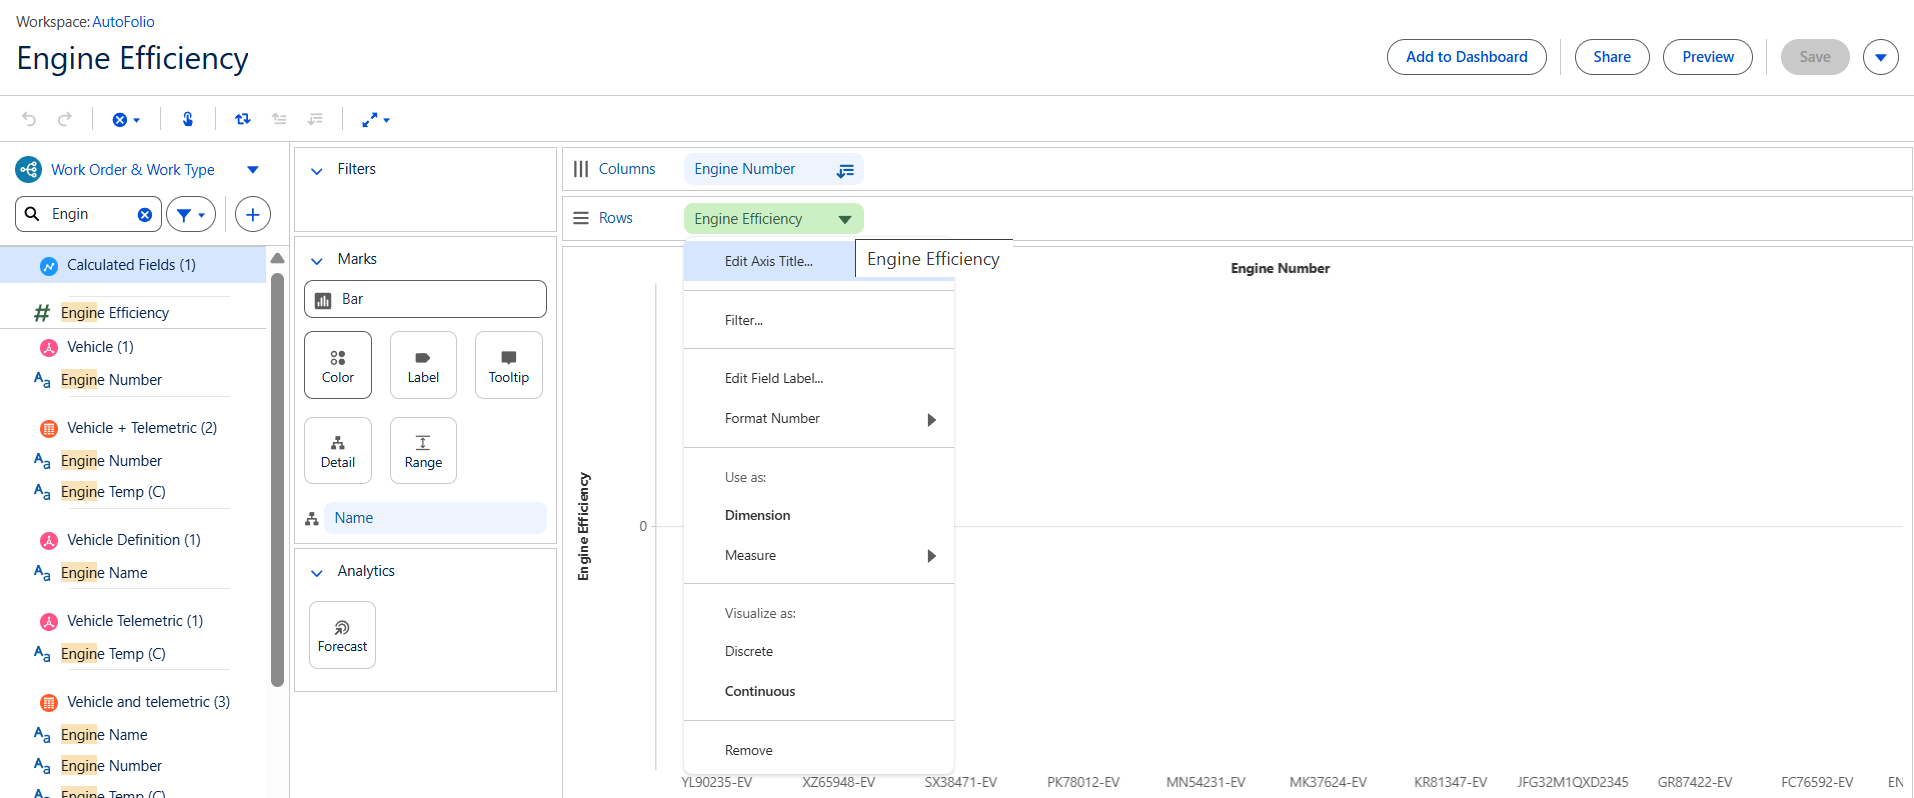 Workspace: AutoFolio
Engine Efficiency
Add to Dashboard
Share
Preview
Save
Work Order & Work Type
Engin
Calculated Fields (1)
Engine Efficiency
Vehicle (1)
Engine Number
Vehicle + Telemetric (2)
Engine Number
Engine Temp (C)
Vehicle Definition (1)
Engine Name
Vehicle Telemetric (1)
Engine Temp (C)
Vehicle and telemetric (3)
Engine Name
Engine Number
Engine Temp (C)
Filters
Marks
Bar
Color
Label
Tooltip
Detail
Range
Name
Analytics
Forecast
Columns
Engine Number
Rows
Engine Efficiency
Edit Axis Title...
Engine Efficiency
Filter...
Edit Field Label...
Format Number
Use as:
Dimension
Measure
Visualize as:
Discrete
Continuous
Remove
Engine Number
Engine Efficiency
0
YL90235-EV
XZ65948-EV
SX38471-EV
PK78012-EV
MN54231-EV
MK37624-EV
KR81347-EV
JFG32M1QXD2345
GR87422-EV
FC76592-EV
EN